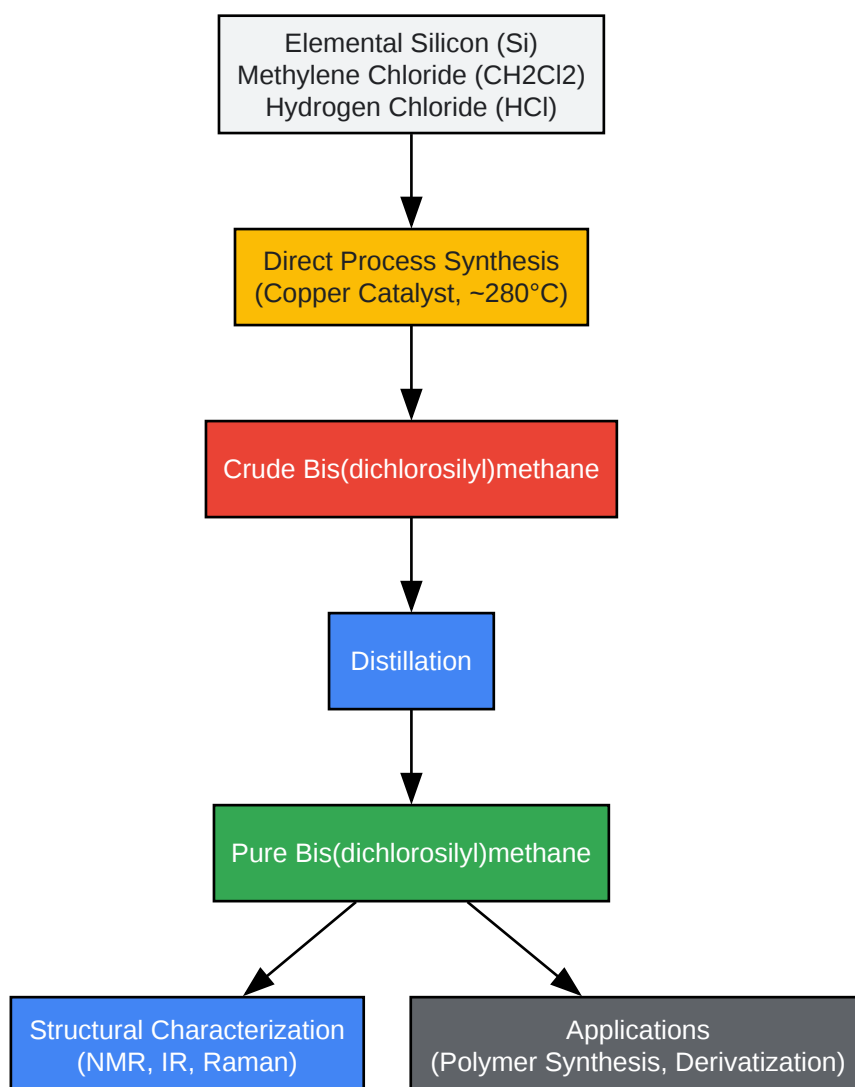 Elemental Silicon (Si)
Methylene Chloride (CH2Cl2)
Hydrogen Chloride (HCl)
Direct Process Synthesis
(Copper Catalyst, ~280°C)
Crude Bis(dichlorosilyl)methane
Distillation
Pure Bis(dichlorosilyl)methane
Structural Characterization
(NMR, IR, Raman)
Applications
(Polymer Synthesis, Derivatization)